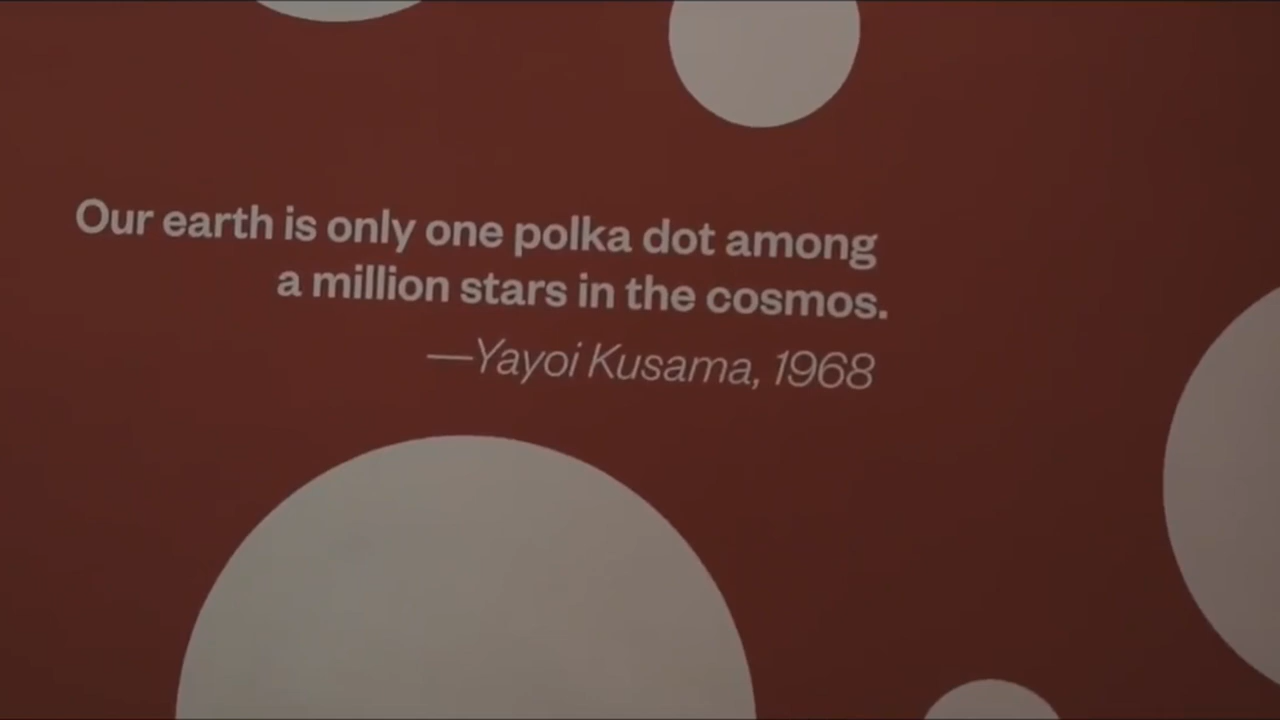 Our earth is only one polka dot among
a million stars in the cosmos.
—Yayoi Kusama, 1968